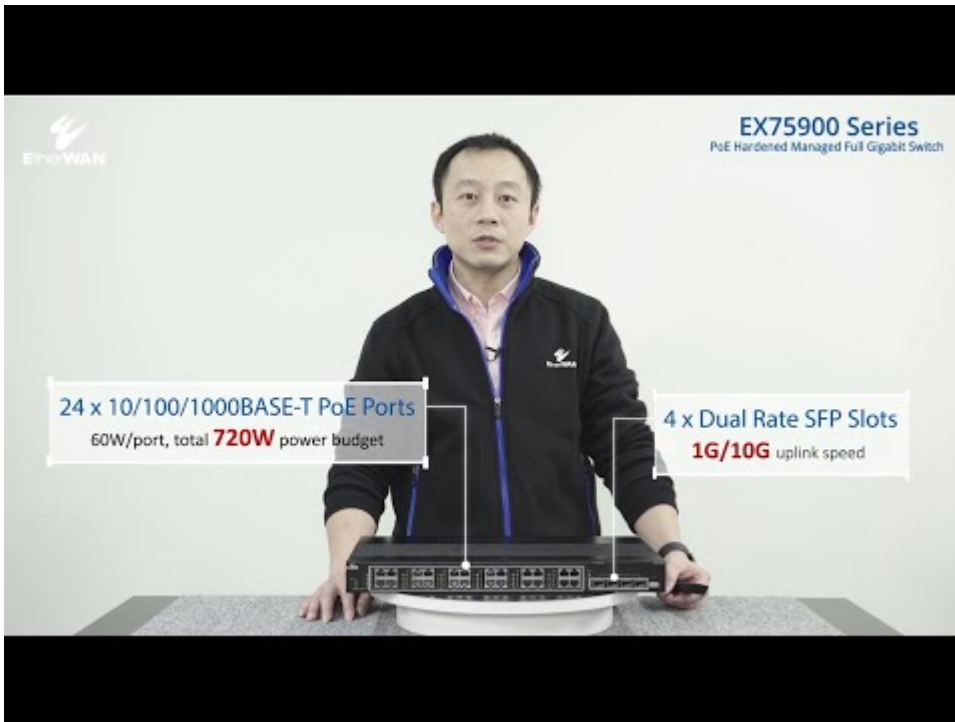 EtherWAN
EX75900 Series
PoE Hardened Managed Full Gigabit Switch
EtherWAN
24 x 10/100/1000BASE-T PoE Ports
60W/port, total 720W power budget
4 x Dual Rate SFP Slots
1G/10G uplink speed